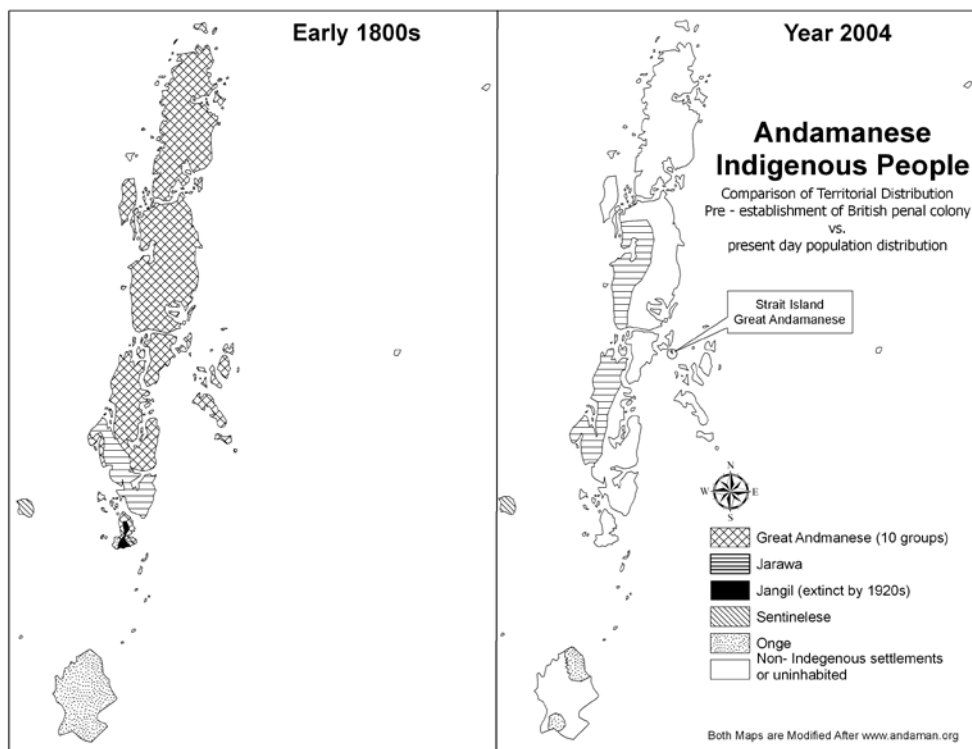 Early 1800s
Year 2004
Andamanese
Indigenous People
Comparison of Territorial Distribution
Pre - establishment of British penal colony
vs.
present day population distribution
Strait Island
Great Andamanese
N
W E
S
Great Andmanese (10 groups)
Jarawa
Jangil (extinct by 1920s)
Sentinelese
Onge
Non- Indegenous settlements
or uninhabited
Both Maps are Modified After www.andaman.org